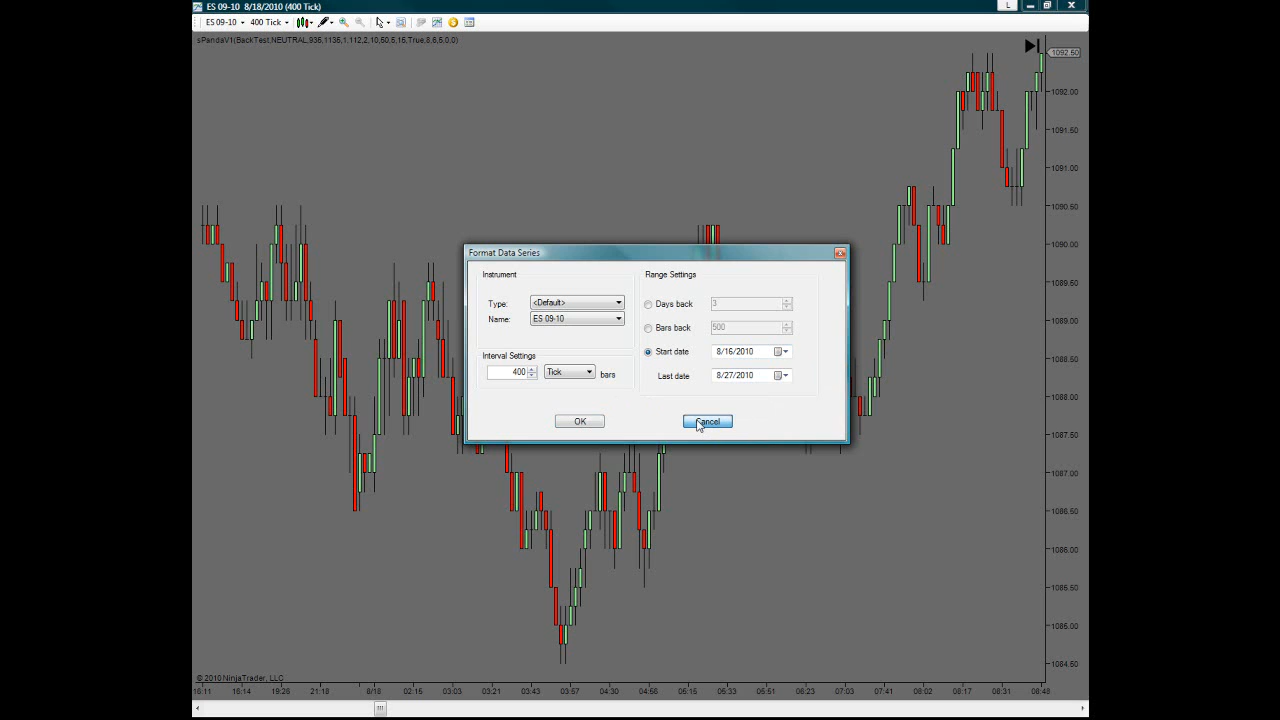 ES 09-10  8/18/2010 (400 Tick)
L
ES 09-10
400 Tick
sPandaV1(BackTest,NEUTRAL,935,1135,1,112,2,10,50,5,16,True,8,6,5,0,0)
1092.50
1092.00
1091.50
1091.00
1090.50
1090.00
1089.50
1089.00
1088.50
1088.00
1087.50
1087.00
1086.50
1086.00
1085.50
1085.00
1084.50
Format Data Series
Instrument
Type:
<Default>
Name:
ES 09-10
Interval Settings
400
Tick
bars
Range Settings
Days back
3
Bars back
500
Start date
8/16/2010
Last date
8/27/2010
OK
Cancel
© 2010 NinjaTrader, LLC
16:11 16:14 19:26 21:18 8/18 02:15 03:03 03:21 03:43 03:57 04:30 04:56 05:15 05:33 05:51 06:23 07:03 07:41 08:02 08:17 08:31 08:48